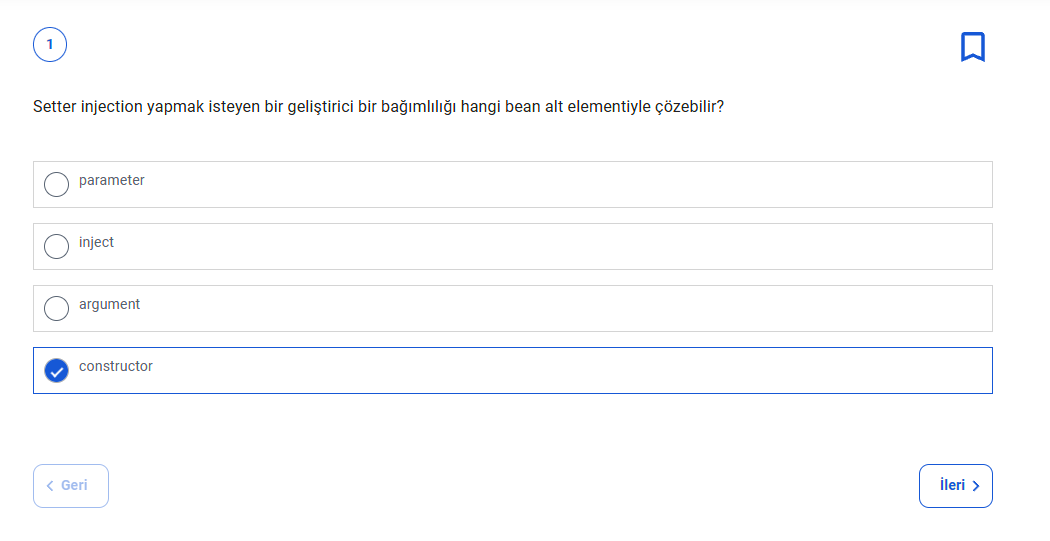 1
Setter injection yapmak isteyen bir geliştirici bir bağımlılığı hangi bean alt elementiyle çözebilir?
parameter
inject
argument
constructor
Geri
İleri